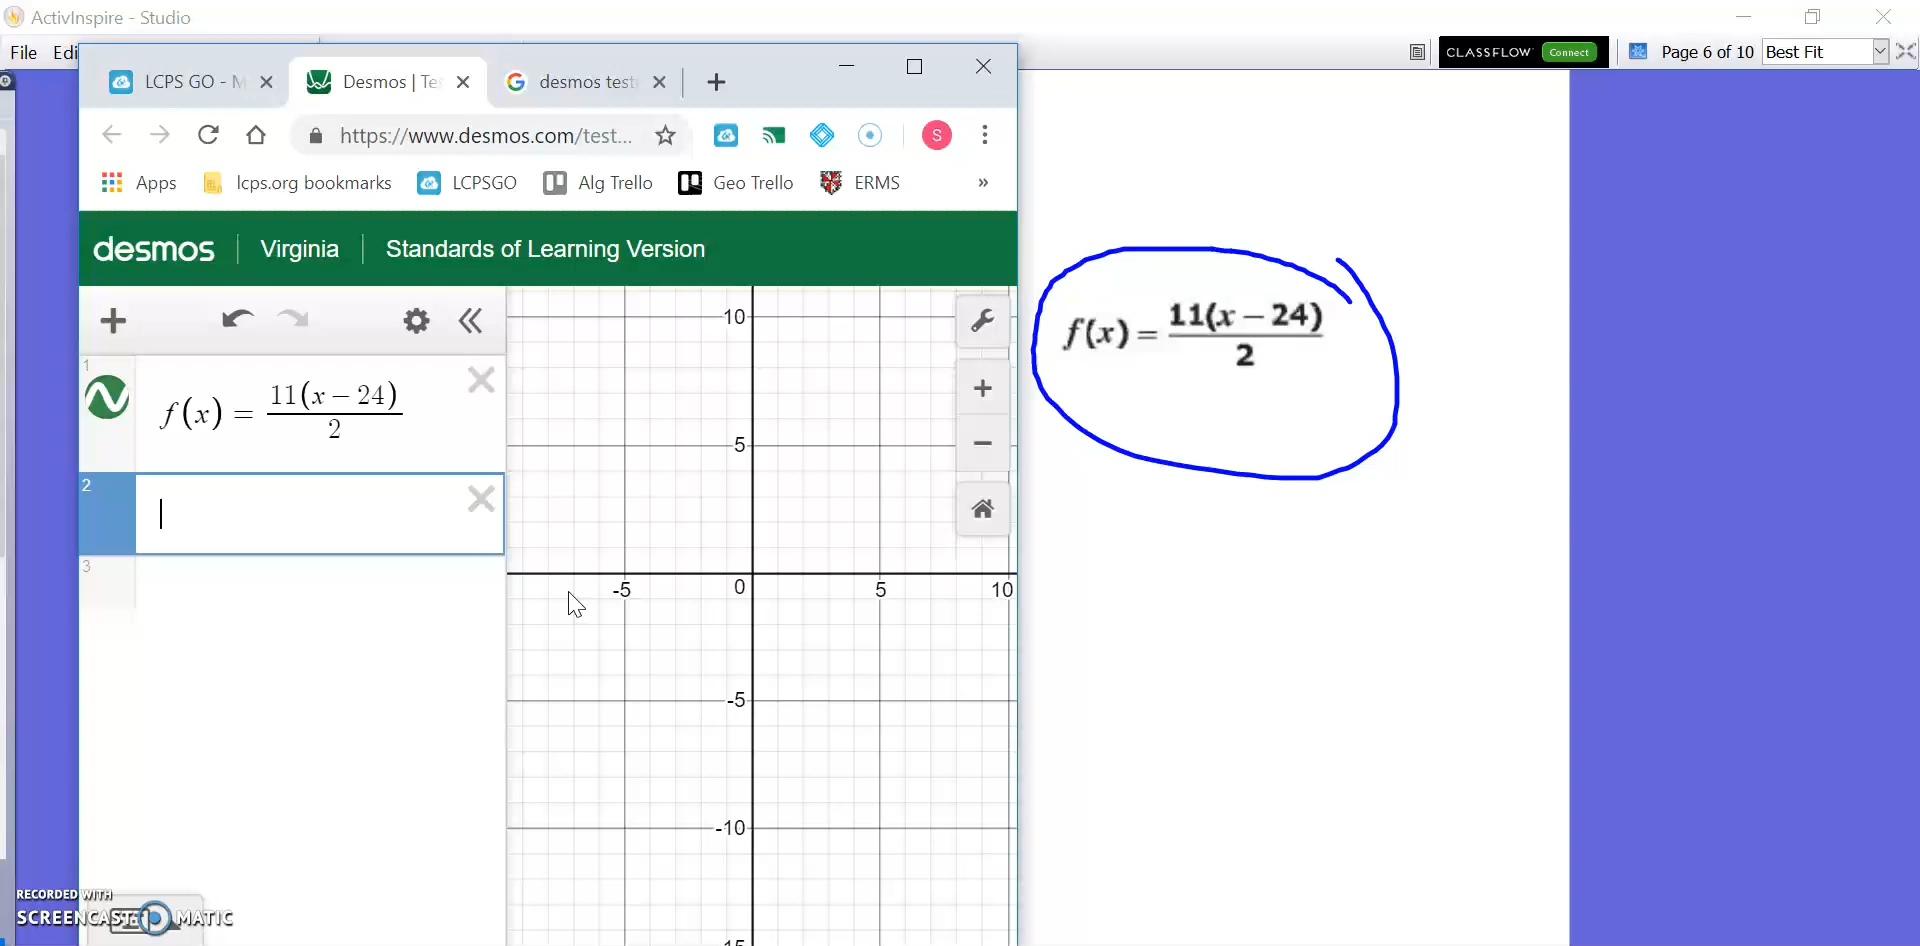 ActivInspire - Studio
File Edi
CLASSFLOW Connect Page 6 of 10 Best Fit
LCPS GO - M Desmos | Te desmos test
https://www.desmos.com/test...
S
Apps lcps.org bookmarks LCPSGO Alg Trello Geo Trello ERMS »
desmos Virginia Standards of Learning Version
1
f(x) = 11(x − 24)/2
2
3
10
5
-5 0 5 10
-5
-10
-15
f(x) = 11(x − 24)/2
RECORDED WITH
SCREENCAST-O-MATIC